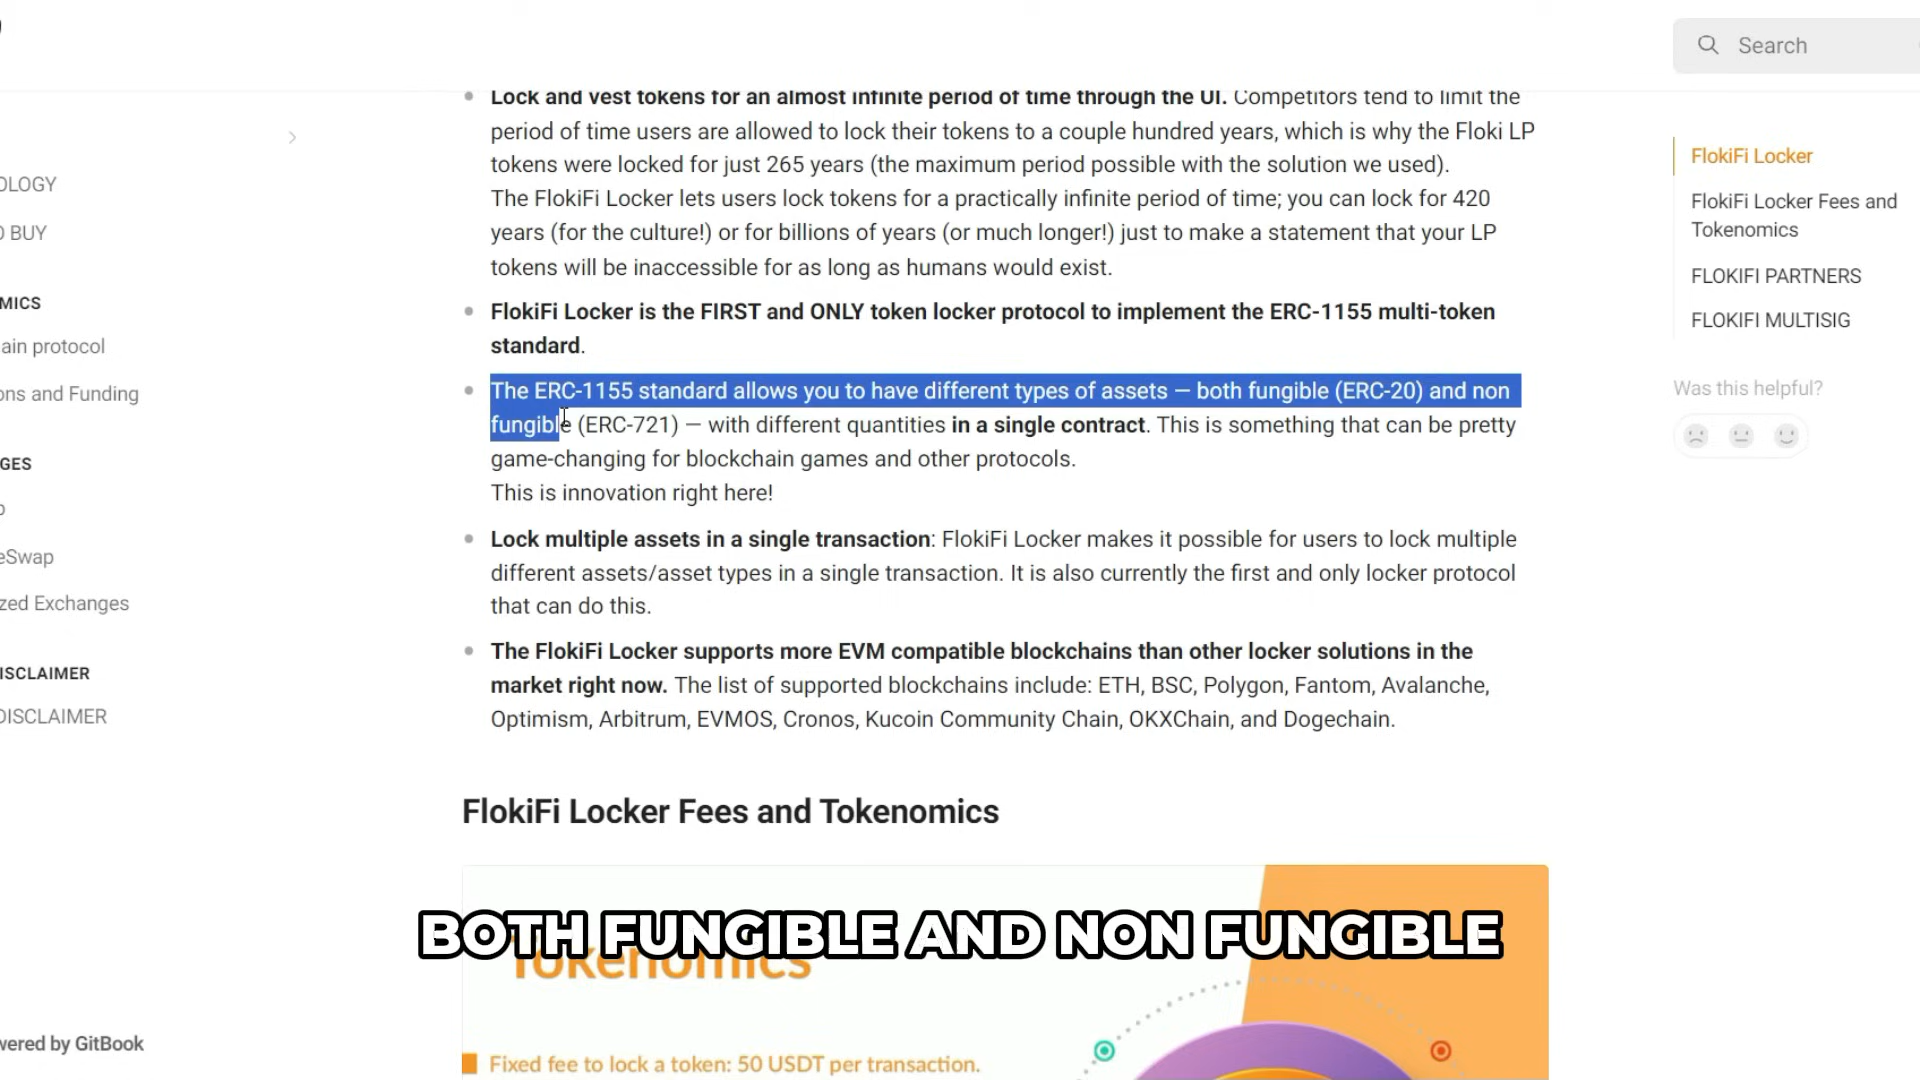 Search
Lock and vest tokens for an almost infinite period of time through the UI. Competitors tend to limit the
period of time users are allowed to lock their tokens to a couple hundred years, which is why the Floki LP
tokens were locked for just 265 years (the maximum period possible with the solution we used).
The FlokiFi Locker lets users lock tokens for a practically infinite period of time; you can lock for 420
years (for the culture!) or for billions of years (or much longer!) just to make a statement that your LP
tokens will be inaccessible for as long as humans would exist.
FlokiFi Locker is the FIRST and ONLY token locker protocol to implement the ERC-1155 multi-token
standard.
The ERC-1155 standard allows you to have different types of assets — both fungible (ERC-20) and non
fungible (ERC-721) — with different quantities in a single contract. This is something that can be pretty
game-changing for blockchain games and other protocols.
This is innovation right here!
Lock multiple assets in a single transaction: FlokiFi Locker makes it possible for users to lock multiple
different assets/asset types in a single transaction. It is also currently the first and only locker protocol
that can do this.
The FlokiFi Locker supports more EVM compatible blockchains than other locker solutions in the
market right now. The list of supported blockchains include: ETH, BSC, Polygon, Fantom, Avalanche,
Optimism, Arbitrum, EVMOS, Cronos, Kucoin Community Chain, OKXChain, and Dogechain.
FlokiFi Locker Fees and Tokenomics
BOTH FUNGIBLE AND NON FUNGIBLE
Tokenomics
Fixed fee to lock a token: 50 USDT per transaction.
OLOGY
O BUY
MICS
ain protocol
ons and Funding
GES
p
eSwap
zed Exchanges
ISCLAIMER
DISCLAIMER
wered by GitBook
FlokiFi Locker
FlokiFi Locker Fees and
Tokenomics
FLOKIFI PARTNERS
FLOKIFI MULTISIG
Was this helpful?